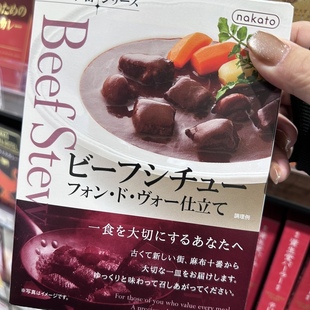 シリーズ
nakato
Beef Stew
ビーフシチュー
フォン・ド・ヴォー仕立て
調理例
一食を大切にするあなたへ
古くて新しい街、麻布十番から
大切な一皿をお届けします。
ゆっくりと味わって召しあがってください。
※写真はイメージです。
For those of you who value every meal